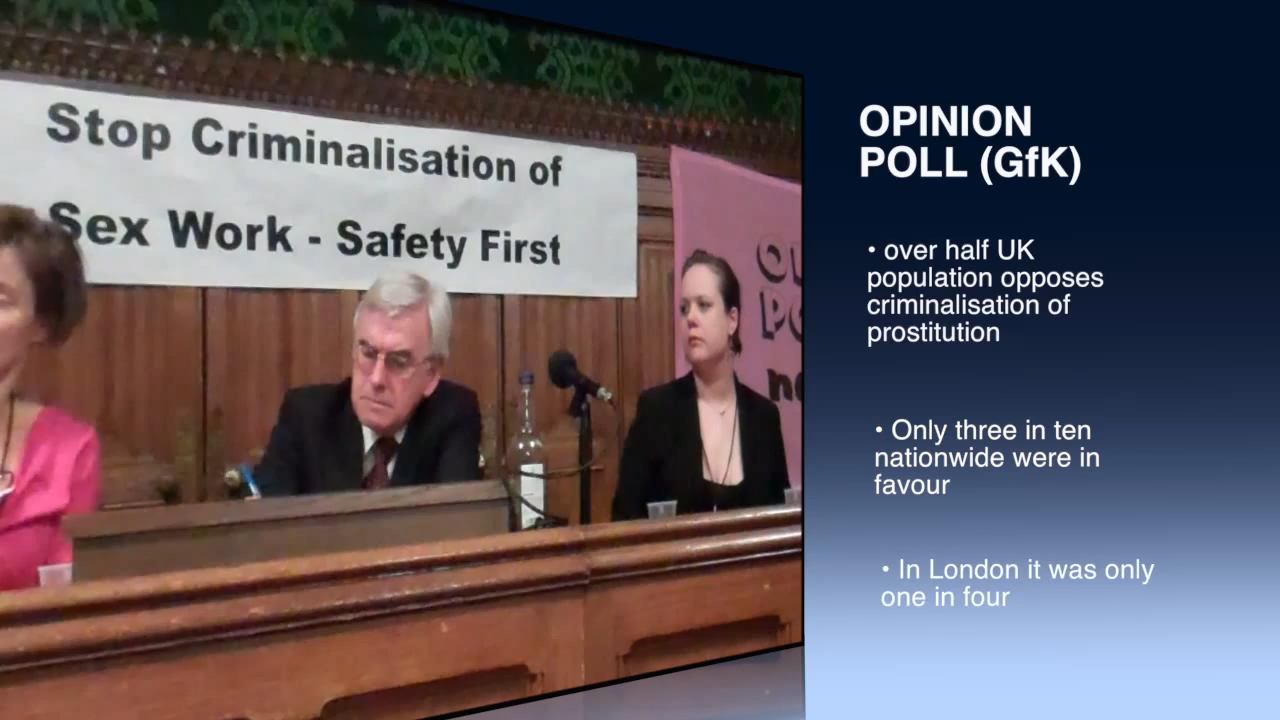 Stop Criminalisation of
Sex Work - Safety First
OPINION
POLL (GfK)
• over half UK
population opposes
criminalisation of
prostitution
• Only three in ten
nationwide were in
favour
• In London it was only
one in four